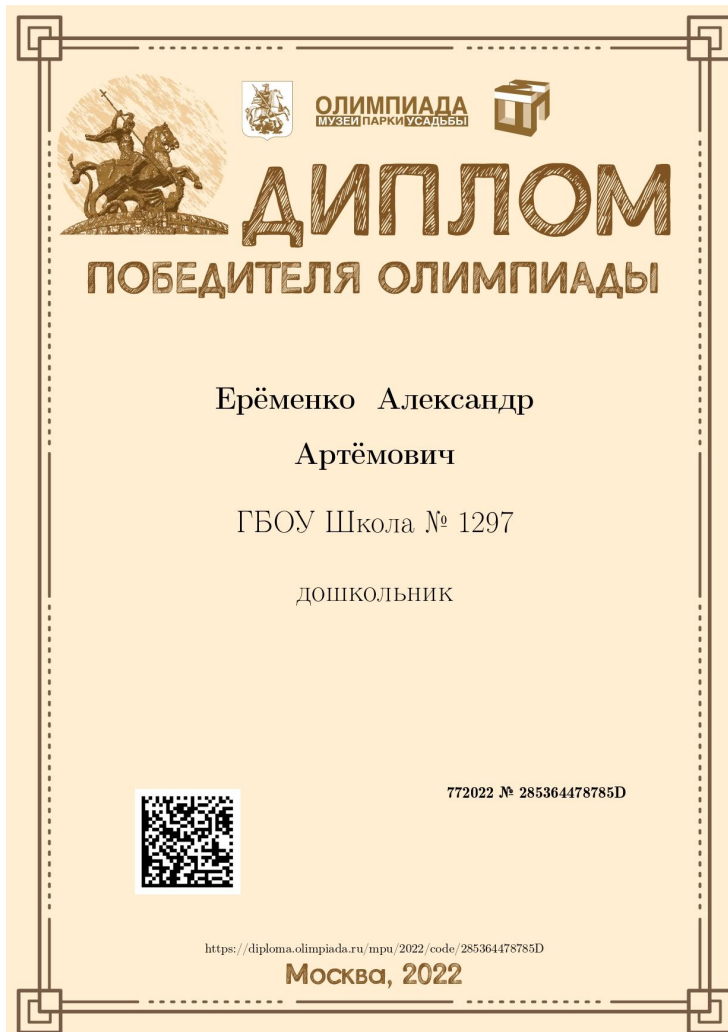 ОЛИМПИАДА
МУЗЕИ ПАРКИ УСАДЬБЫ
ДИПЛОМ
ПОБЕДИТЕЛЯ ОЛИМПИАДЫ
Ерёменко Александр
Артёмович
ГБОУ Школа № 1297
дошкольник
772022 № 285364478785D
https://diploma.olimpiada.ru/mpu/2022/code/285364478785D
Москва, 2022